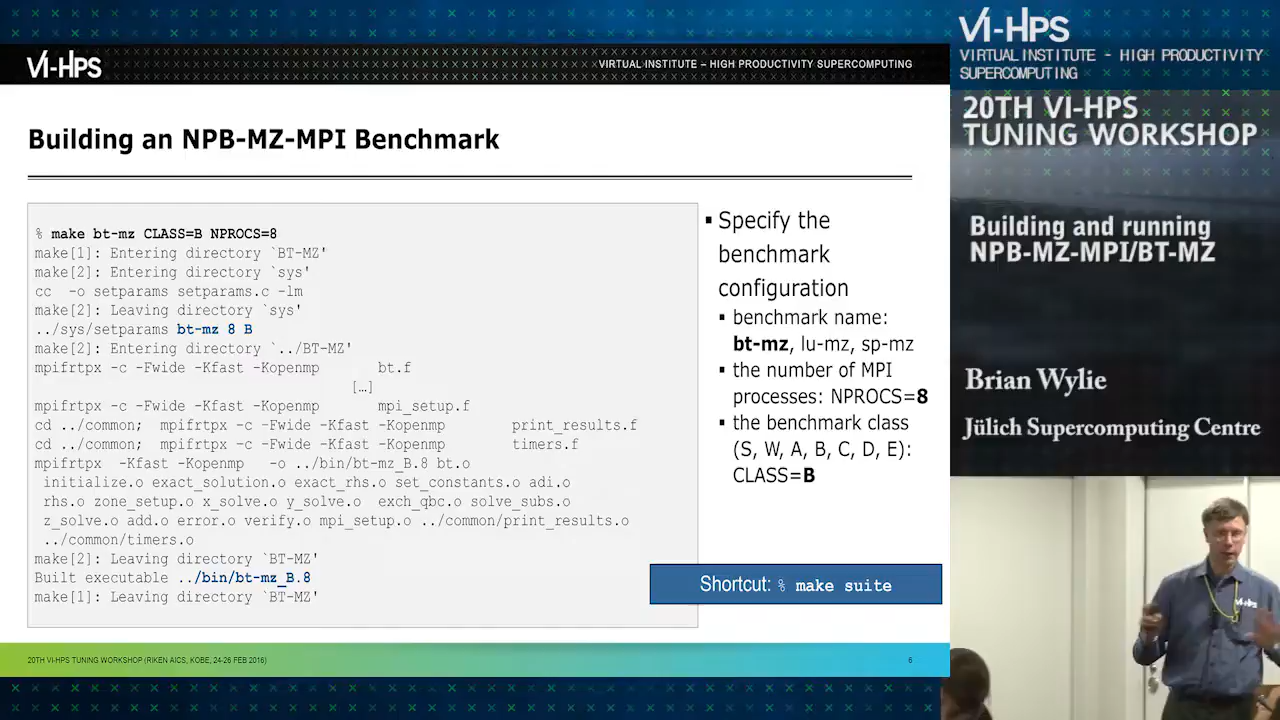 VI-HPS
VIRTUAL INSTITUTE – HIGH PRODUCTIVITY SUPERCOMPUTING
Building an NPB-MZ-MPI Benchmark
% make bt-mz CLASS=B NPROCS=8
make[1]: Entering directory `BT-MZ'
make[2]: Entering directory `sys'
cc -o setparams setparams.c -lm
make[2]: Leaving directory `sys'
../sys/setparams bt-mz 8 B
make[2]: Entering directory `../BT-MZ'
mpifrtpx -c -Fwide -Kfast -Kopenmp bt.f
[…]
mpifrtpx -c -Fwide -Kfast -Kopenmp mpi_setup.f
cd ../common; mpifrtpx -c -Fwide -Kfast -Kopenmp print_results.f
cd ../common; mpifrtpx -c -Fwide -Kfast -Kopenmp timers.f
mpifrtpx -Kfast -Kopenmp -o ../bin/bt-mz_B.8 bt.o
initialize.o exact_solution.o exact_rhs.o set_constants.o adi.o
rhs.o zone_setup.o x_solve.o y_solve.o exch_qbc.o solve_subs.o
z_solve.o add.o error.o verify.o mpi_setup.o ../common/print_results.o
../common/timers.o
make[2]: Leaving directory `BT-MZ'
Built executable ../bin/bt-mz_B.8
make[1]: Leaving directory `BT-MZ'
▪ Specify the
benchmark
configuration
▪ benchmark name:
bt-mz, lu-mz, sp-mz
▪ the number of MPI
processes: NPROCS=8
▪ the benchmark class
(S, W, A, B, C, D, E):
CLASS=B
Shortcut: % make suite
20TH VI-HPS TUNING WORKSHOP (RIKEN AICS, KOBE, 24-26 FEB 2016)
6
VI-HPS
VIRTUAL INSTITUTE – HIGH PRODUCTIVITY
SUPERCOMPUTING
20TH VI-HPS
TUNING WORKSHOP
Building and running
NPB-MZ-MPI/BT-MZ
Brian Wylie
Jülich Supercomputing Centre
VI-HPS